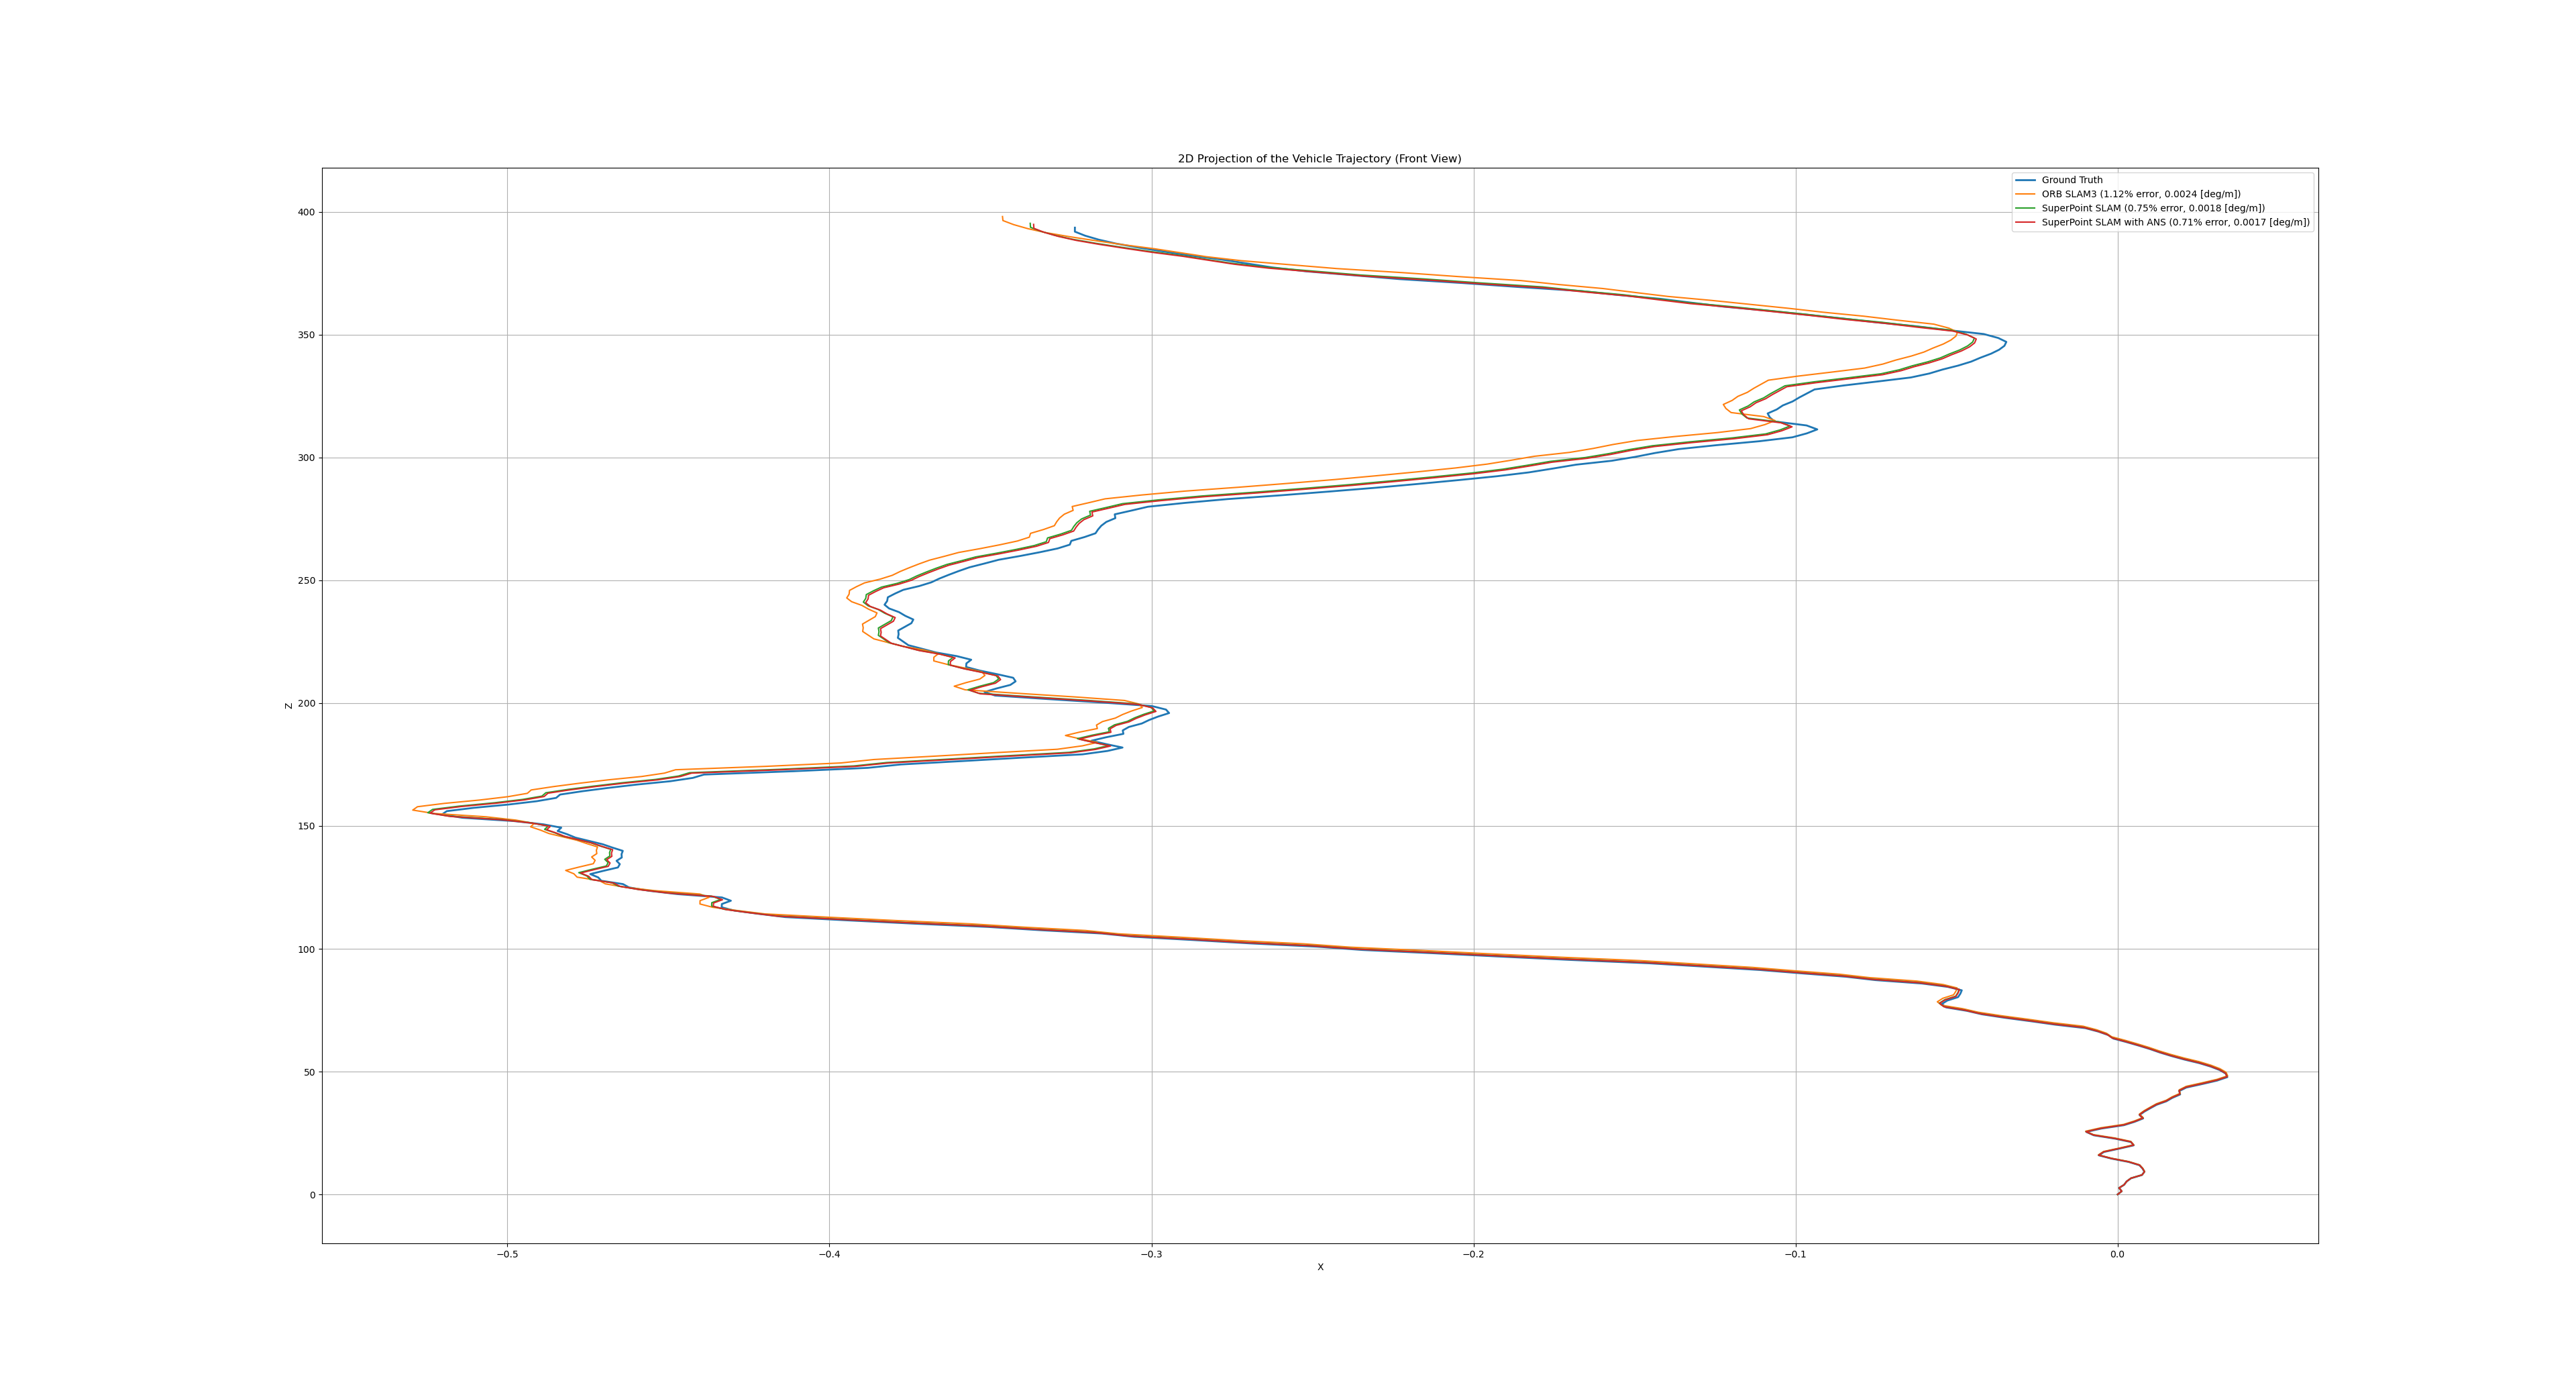 2D Projection of the Vehicle Trajectory (Front View)
Ground Truth
ORB SLAM3 (1.12% error, 0.0024 [deg/m])
SuperPoint SLAM (0.75% error, 0.0018 [deg/m])
SuperPoint SLAM with ANS (0.71% error, 0.0017 [deg/m])
400
350
300
250
200
150
100
50
0
Z
−0.5 −0.4 −0.3 −0.2 −0.1 0.0
X